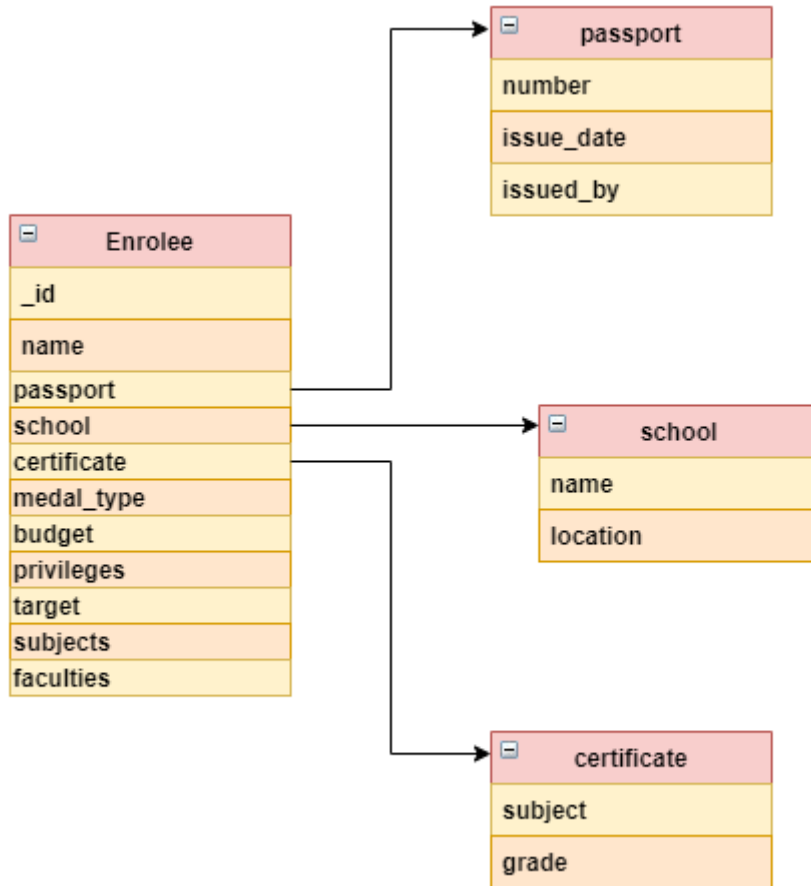 passport
number
issue_date
issued_by
Enrolee
_id
name
passport
school
certificate
medal_type
budget
privileges
target
subjects
faculties
school
name
location
certificate
subject
grade